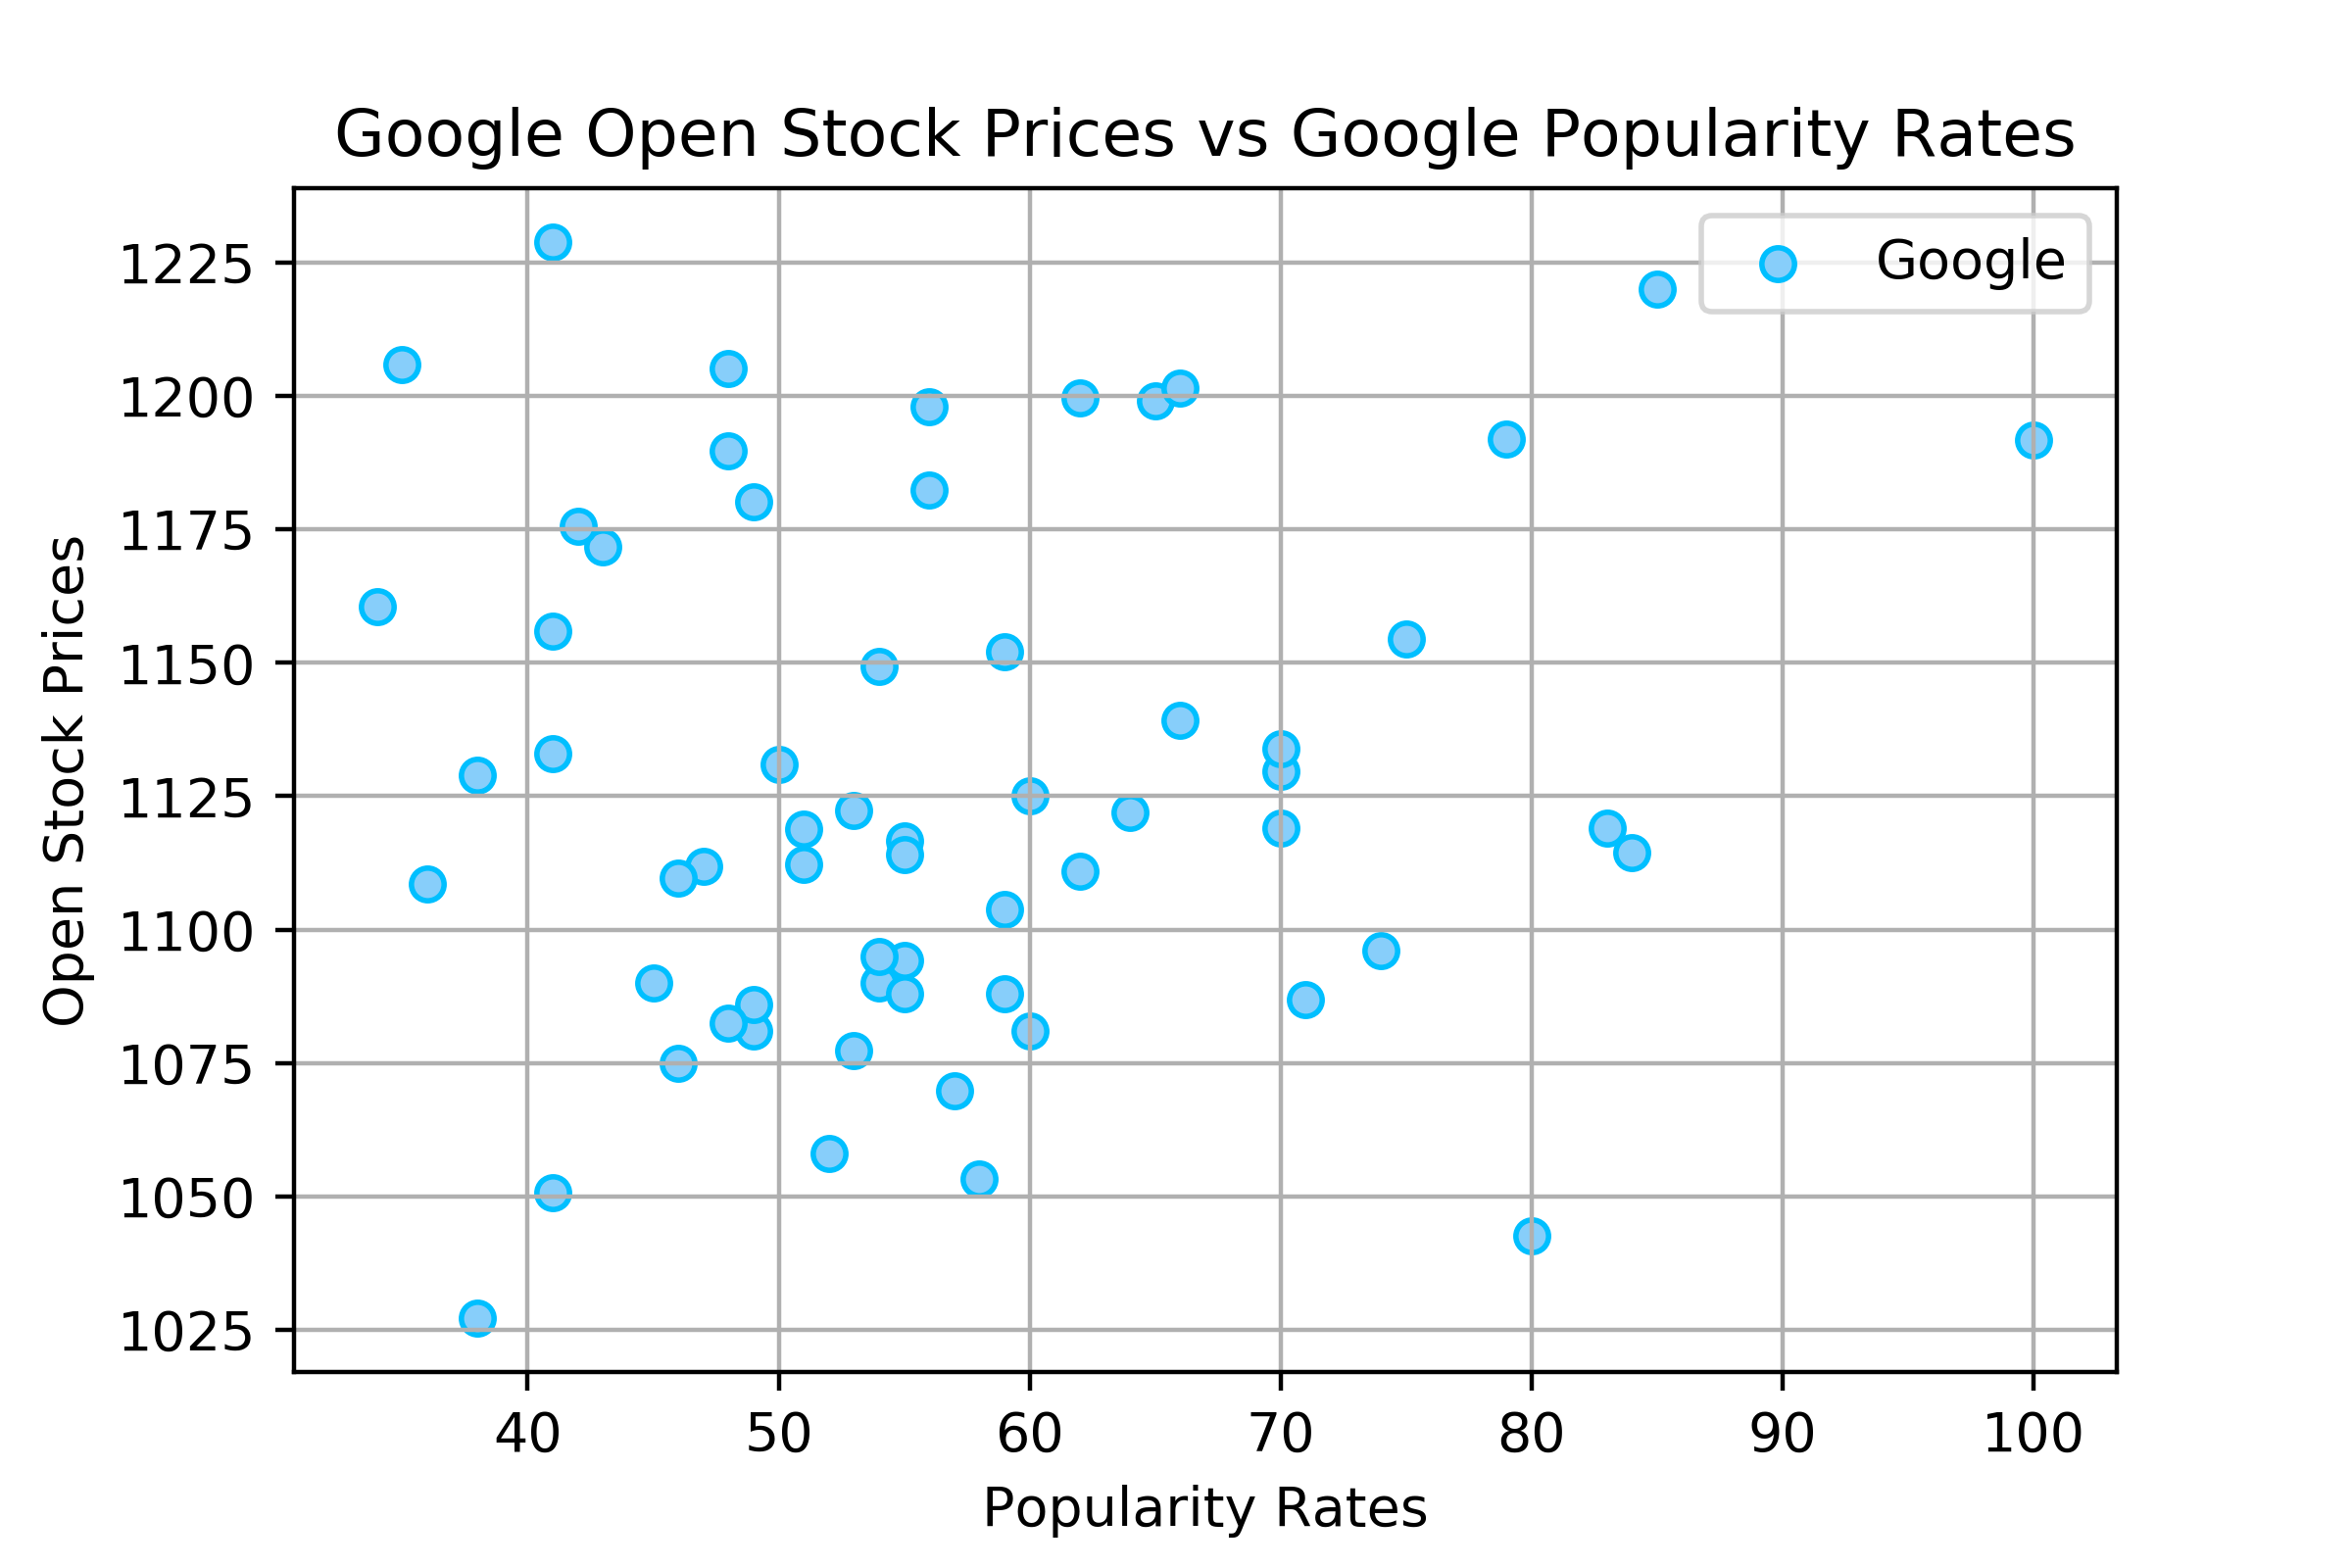 Google Open Stock Prices vs Google Popularity Rates
Google
Open Stock Prices
1225
1200
1175
1150
1125
1100
1075
1050
1025
40 50 60 70 80 90 100
Popularity Rates